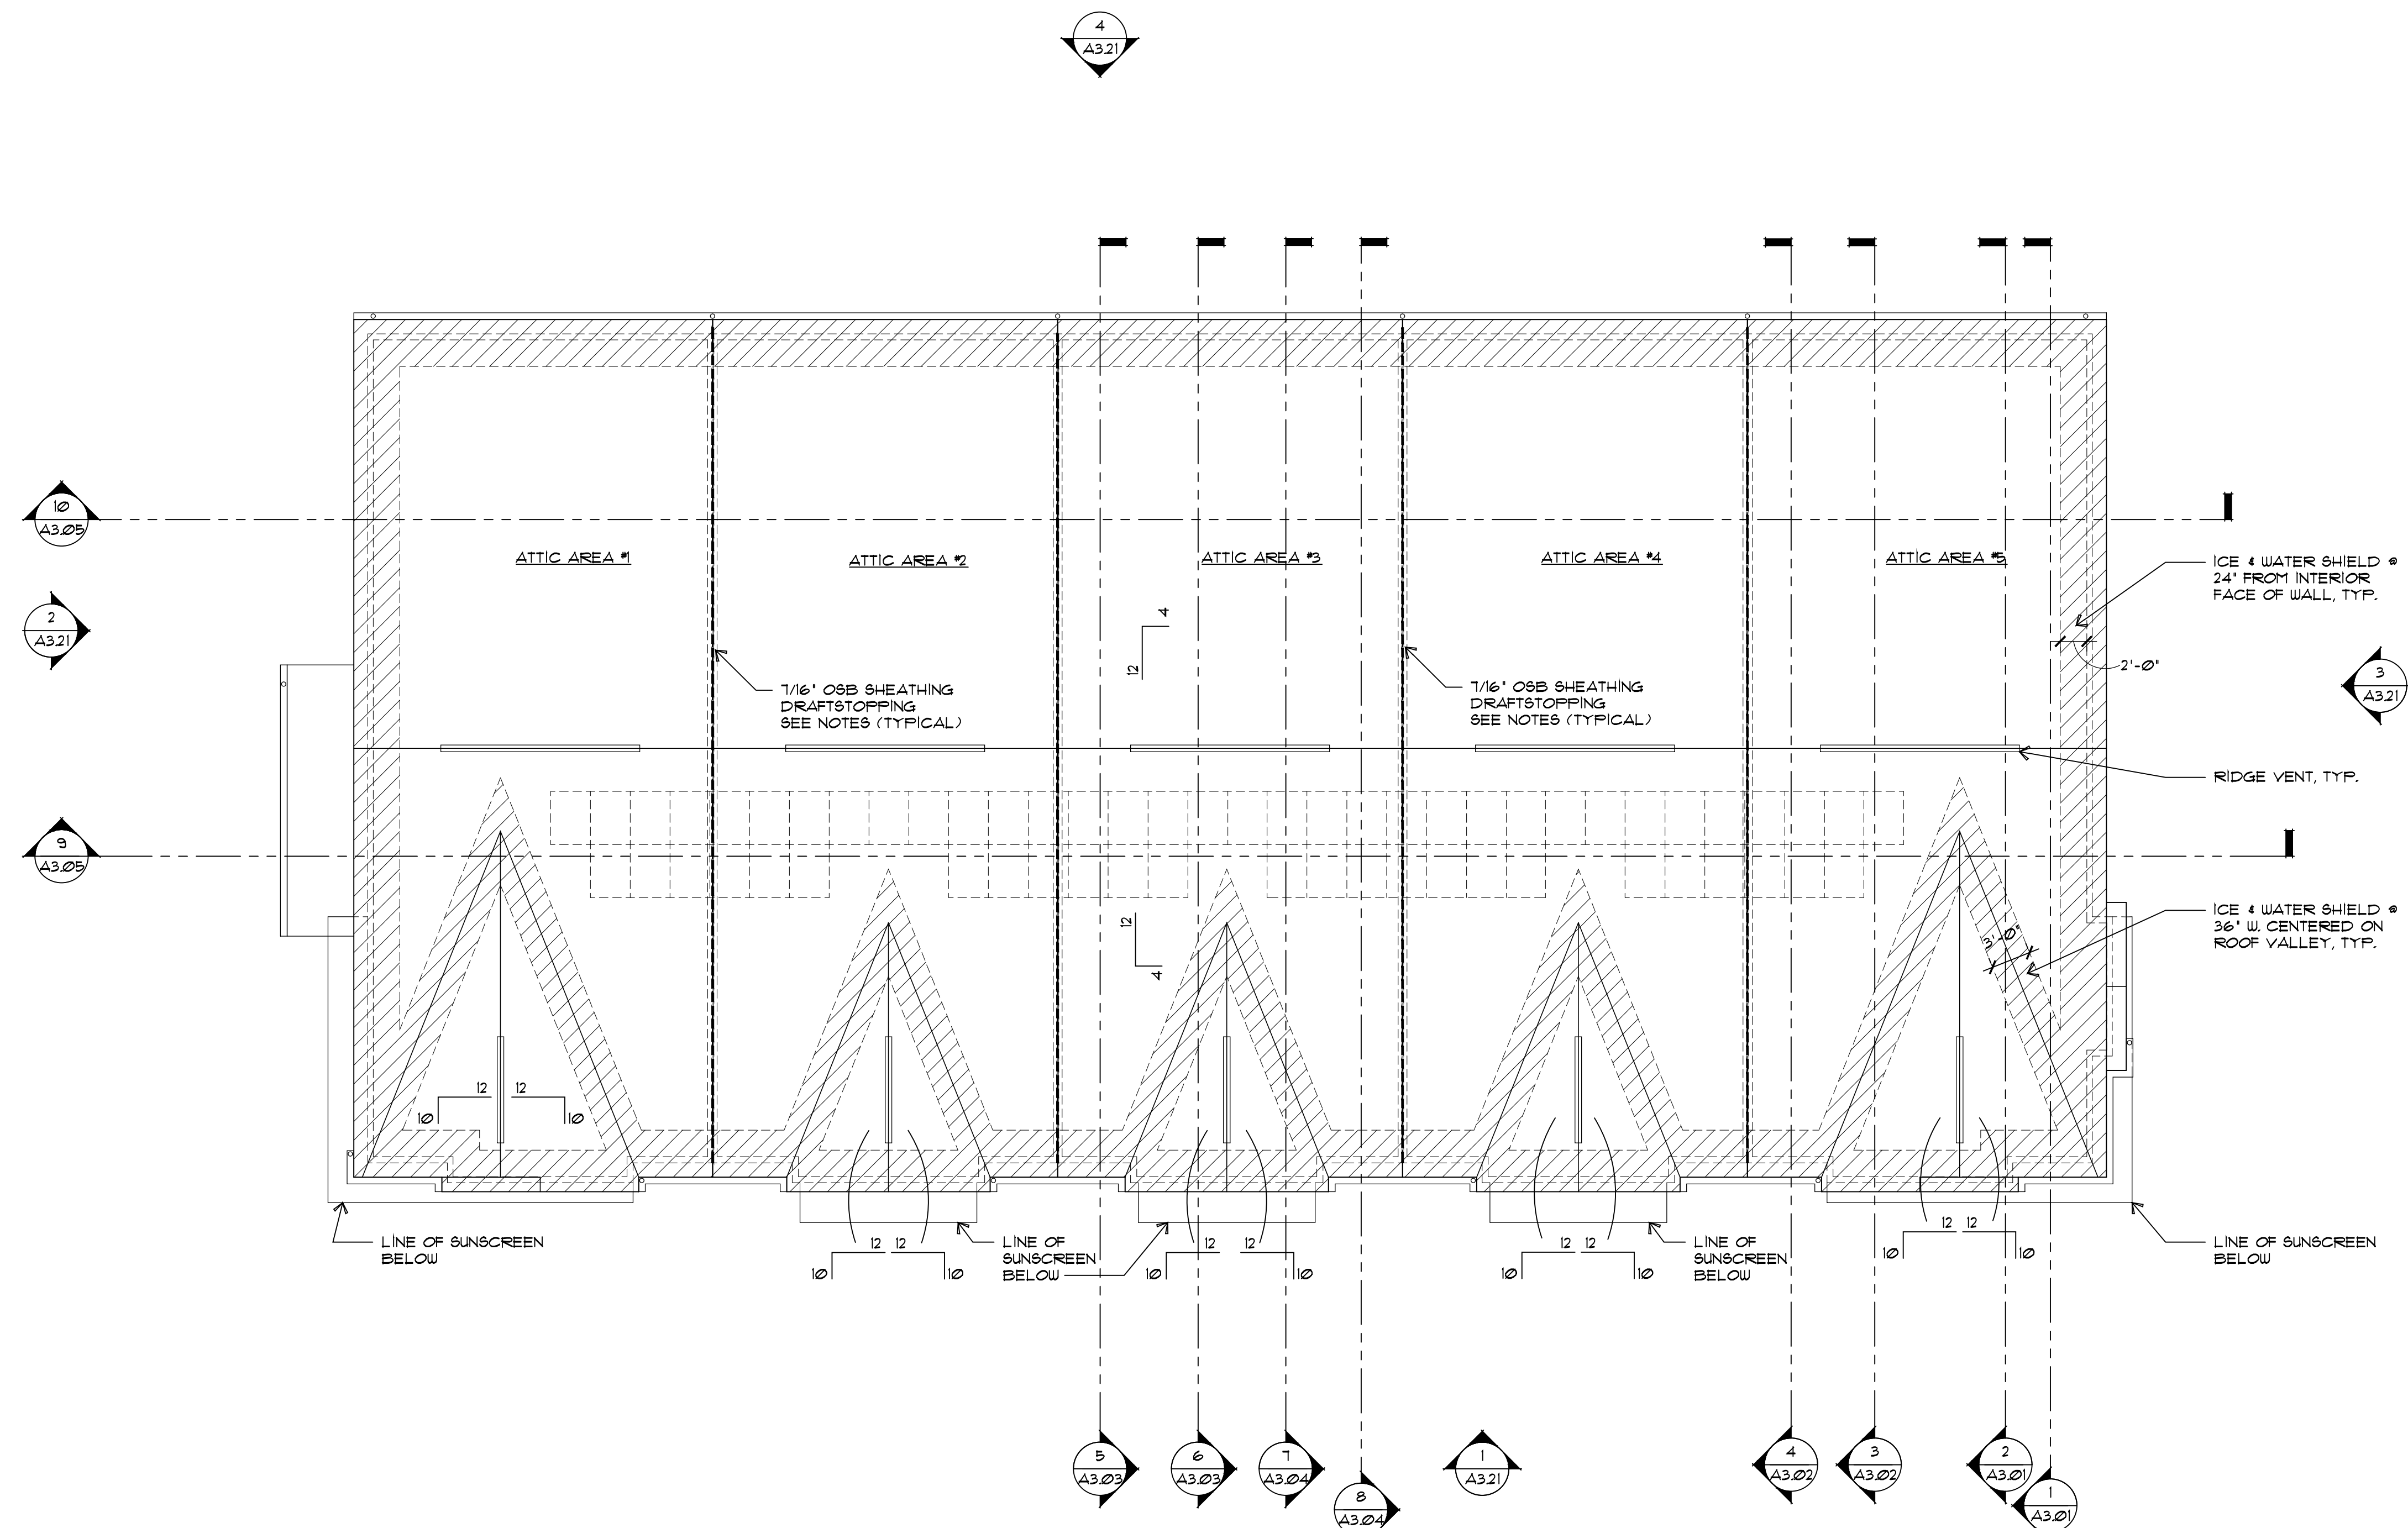 4
A3.21
10
A3.05
ATTIC AREA #1
ATTIC AREA #2
ATTIC AREA #3
ATTIC AREA #4
ATTIC AREA #5
ICE & WATER SHIELD @
24" FROM INTERIOR
FACE OF WALL, TYP.
2
A3.21
4
12
2'-0"
3
A3.21
7/16" OSB SHEATHING
DRAFTSTOPPING
SEE NOTES (TYPICAL)
7/16" OSB SHEATHING
DRAFTSTOPPING
SEE NOTES (TYPICAL)
RIDGE VENT, TYP.
9
A3.05
12
4
3'-0"
ICE & WATER SHIELD @
36" W. CENTERED ON
ROOF VALLEY, TYP.
12 12
10 10
LINE OF SUNSCREEN
BELOW
12 12
10 10
LINE OF
SUNSCREEN
BELOW
12 12
10 10
12 12
10 10
LINE OF
SUNSCREEN
BELOW
12 12
10 10
LINE OF SUNSCREEN
BELOW
5
A3.03
6
A3.03
7
A3.04
8
A3.04
1
A3.21
4
A3.02
3
A3.02
2
A3.01
1
A3.01